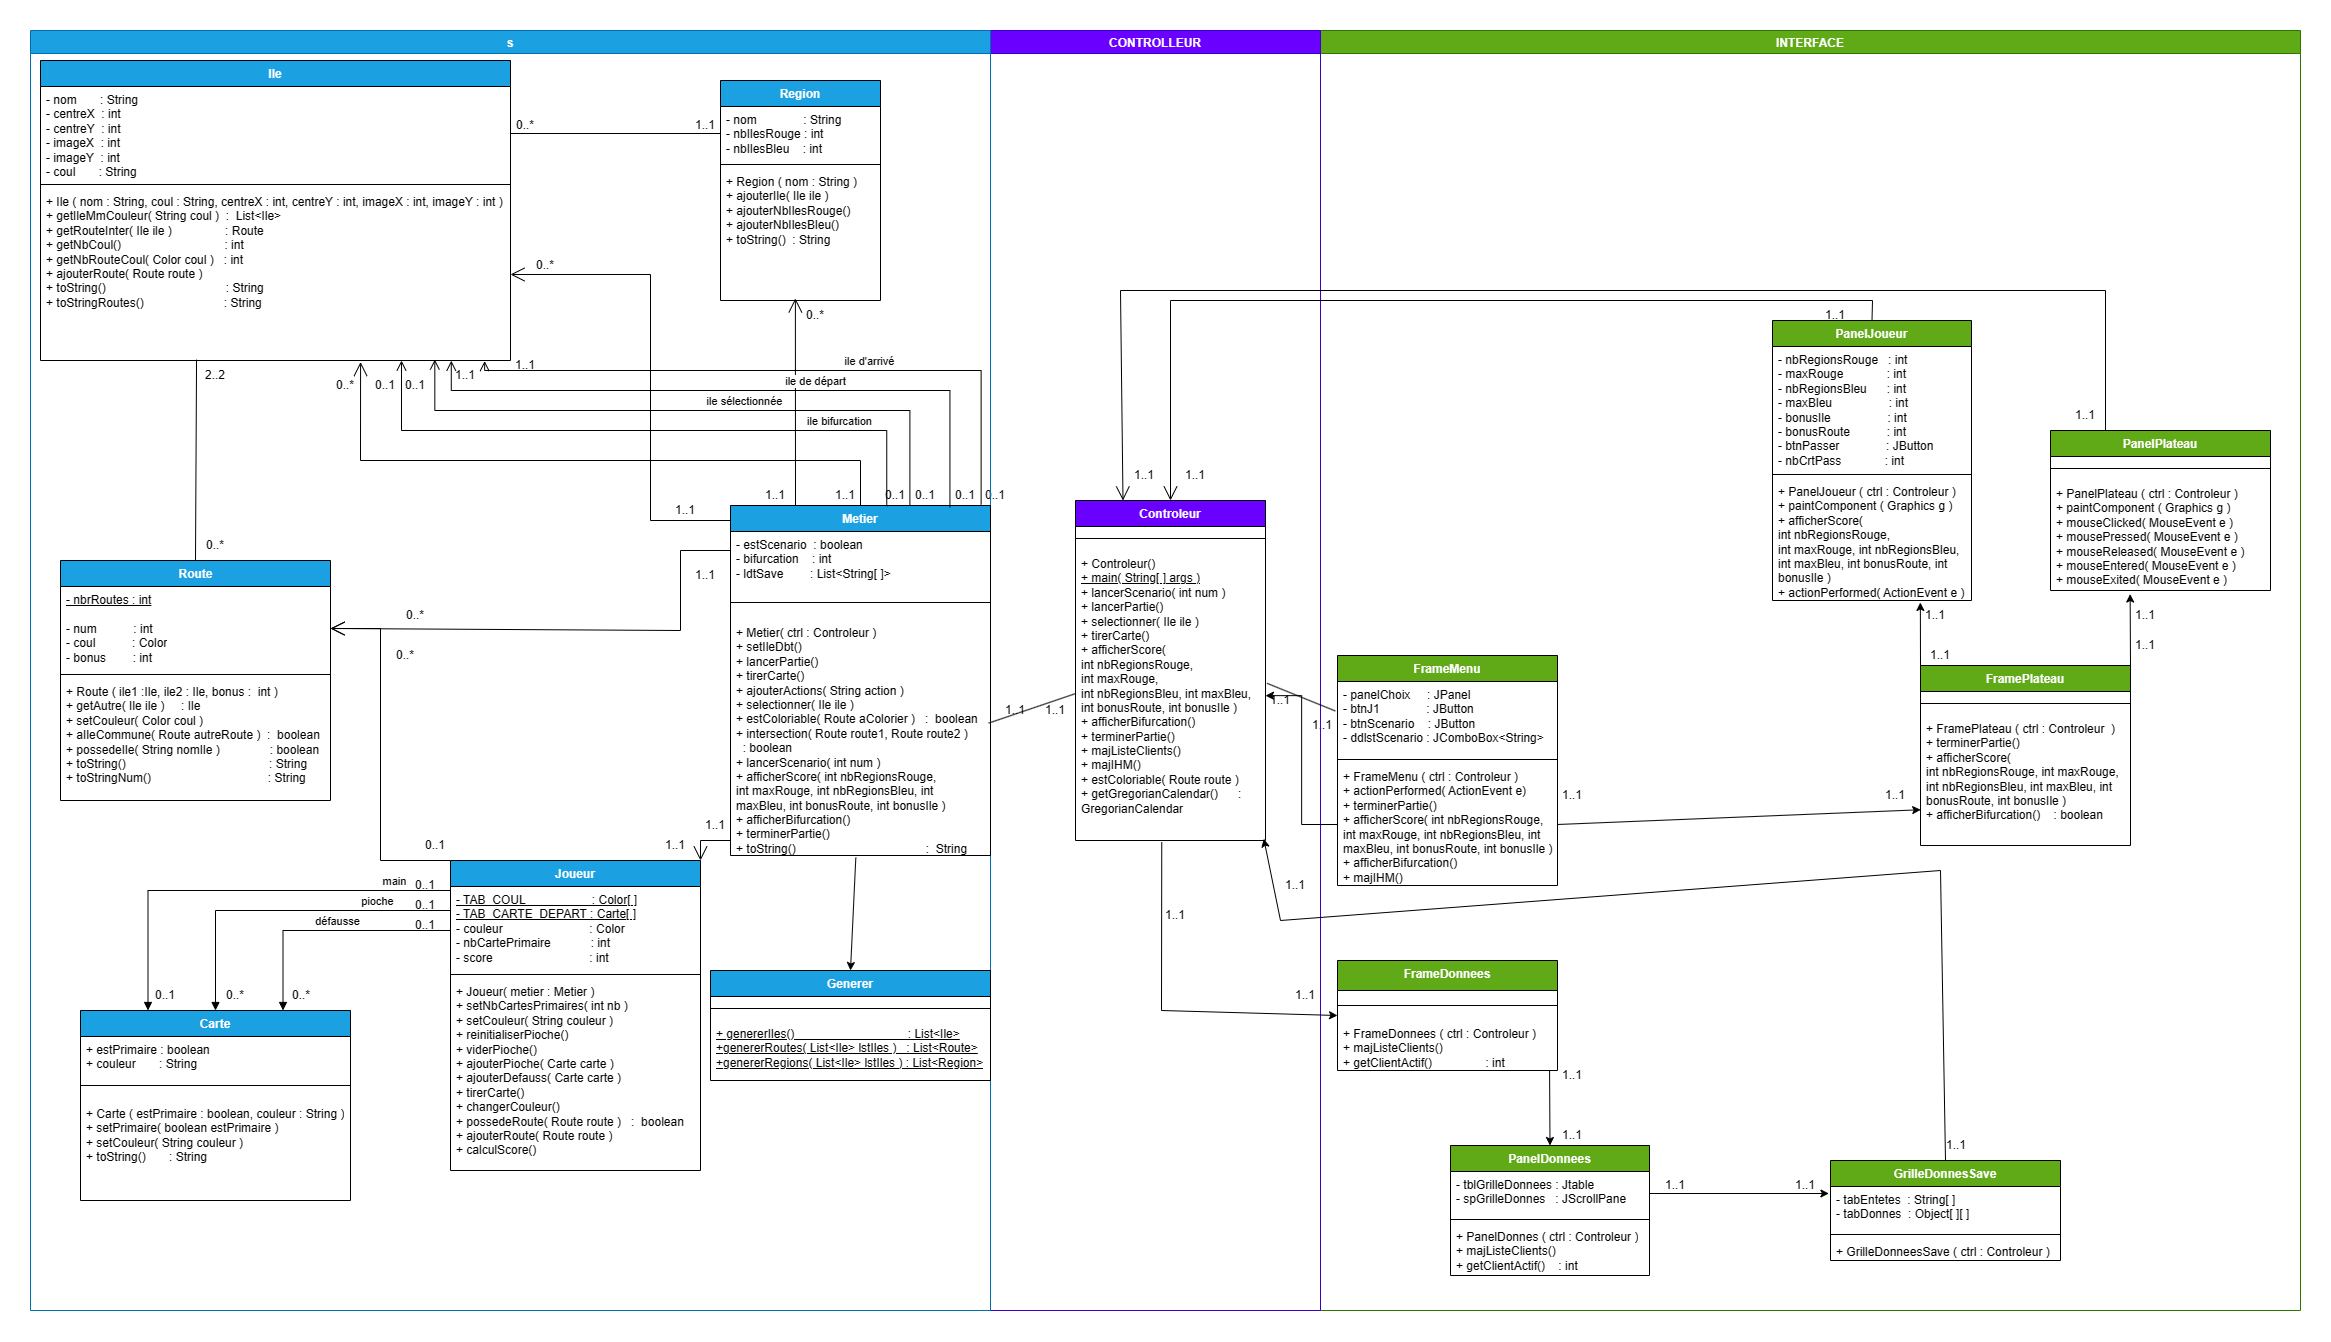 s
CONTROLLEUR
INTERFACE
Ile
- nom : String
- centreX : int
- centreY : int
- imageX : int
- imageY : int
- coul : String
+ Ile ( nom : String, coul : String, centreX : int, centreY : int, imageX : int, imageY : int )
+ getIleMmCouleur( String coul ) : List<Ile>
+ getRouteInter( Ile ile ) : Route
+ getNbCoul() : int
+ getNbRouteCoul( Color coul ) : int
+ ajouterRoute( Route route )
+ toString() : String
+ toStringRoutes() : String
0..*
1..1
Region
- nom : String
- nbIlesRouge : int
- nbIlesBleu : int
+ Region ( nom : String )
+ ajouterIle( Ile ile )
+ ajouterNbIlesRouge()
+ ajouterNbIlesBleu()
+ toString() : String
0..*
0..*
2..2
0..*
0..1
0..1
1..1
1..1
ile d'arrivé
ile de départ
ile sélectionnée
ile bifurcation
1..1
1..1
0..1
0..1
0..1
0..1
1..1
1..1
0..*
Route
- nbrRoutes : int
- num : int
- coul : Color
- bonus : int
+ Route ( ile1 :Ile, ile2 : Ile, bonus : int )
+ getAutre( Ile ile ) : Ile
+ setCouleur( Color coul )
+ alleCommune( Route autreRoute ) : boolean
+ possedeIle( String nomIle ) : boolean
+ toString() : String
+ toStringNum() : String
0..*
0..*
Metier
- estScenario : boolean
- bifurcation : int
- ldtSave : List<String[ ]>
+ Metier( ctrl : Controleur )
+ setIleDbt()
+ lancerPartie()
+ tirerCarte()
+ ajouterActions( String action )
+ selectionner( Ile ile )
+ estColoriable( Route aColorier ) : boolean
+ intersection( Route route1, Route route2 )
: boolean
+ lancerScenario( int num )
+ afficherScore( int nbRegionsRouge,
int maxRouge, int nbRegionsBleu, int
maxBleu, int bonusRoute, int bonusIle )
+ afficherBifurcation()
+ terminerPartie()
+ toString() : String
1..1
1..1
0..1
main
0..1
pioche
0..1
défausse
0..1
0..1
0..*
0..*
Joueur
- TAB_COUL : Color[ ]
- TAB_CARTE_DEPART : Carte[ ]
- couleur : Color
- nbCartePrimaire : int
- score : int
+ Joueur( metier : Metier )
+ setNbCartesPrimaires( int nb )
+ setCouleur( String couleur )
+ reinitialiserPioche()
+ viderPioche()
+ ajouterPioche( Carte carte )
+ ajouterDefauss( Carte carte )
+ tirerCarte()
+ changerCouleur()
+ possedeRoute( Route route ) : boolean
+ ajouterRoute( Route route )
+ calculScore()
Carte
+ estPrimaire : boolean
+ couleur : String
+ Carte ( estPrimaire : boolean, couleur : String )
+ setPrimaire( boolean estPrimaire )
+ setCouleur( String couleur )
+ toString() : String
Generer
+ genererIles() : List<Ile>
+genererRoutes( List<Ile> lstIles ) : List<Route>
+genererRegions( List<Ile> lstIles ) : List<Region>
1..1
1..1
1..1
1..1
Controleur
+ Controleur()
+ main( String[ ] args )
+ lancerScenario( int num )
+ lancerPartie()
+ selectionner( Ile ile )
+ tirerCarte()
+ afficherScore(
int nbRegionsRouge,
int maxRouge,
int nbRegionsBleu, int maxBleu,
int bonusRoute, int bonusIle )
+ afficherBifurcation()
+ terminerPartie()
+ majListeClients()
+ majIHM()
+ estColoriable( Route route )
+ getGregorianCalendar() :
GregorianCalendar
1..1
1..1
1..1
1..1
1..1
1..1
PanelJoueur
- nbRegionsRouge : int
- maxRouge : int
- nbRegionsBleu : int
- maxBleu : int
- bonusIle : int
- bonusRoute : int
- btnPasser : JButton
- nbCrtPass : int
+ PanelJoueur ( ctrl : Controleur )
+ paintComponent ( Graphics g )
+ afficherScore(
int nbRegionsRouge,
int maxRouge, int nbRegionsBleu,
int maxBleu, int bonusRoute, int
bonusIle )
+ actionPerformed( ActionEvent e )
1..1
PanelPlateau
+ PanelPlateau ( ctrl : Controleur )
+ paintComponent ( Graphics g )
+ mouseClicked( MouseEvent e )
+ mousePressed( MouseEvent e )
+ mouseReleased( MouseEvent e )
+ mouseEntered( MouseEvent e )
+ mouseExited( MouseEvent e )
1..1
1..1
1..1
1..1
FrameMenu
- panelChoix : JPanel
- btnJ1 : JButton
- btnScenario : JButton
- ddlstScenario : JComboBox<String>
+ FrameMenu ( ctrl : Controleur )
+ actionPerformed( ActionEvent e)
+ terminerPartie()
+ afficherScore( int nbRegionsRouge,
int maxRouge, int nbRegionsBleu, int
maxBleu, int bonusRoute, int bonusIle )
+ afficherBifurcation()
+ majIHM()
1..1
1..1
FramePlateau
+ FramePlateau ( ctrl : Controleur )
+ terminerPartie()
+ afficherScore(
int nbRegionsRouge, int maxRouge,
int nbRegionsBleu, int maxBleu, int
bonusRoute, int bonusIle )
+ afficherBifurcation() : boolean
1..1
FrameDonnees
+ FrameDonnees ( ctrl : Controleur )
+ majListeClients()
+ getClientActif() : int
1..1
1..1
PanelDonnees
- tblGrilleDonnees : Jtable
- spGrilleDonnes : JScrollPane
+ PanelDonnes ( ctrl : Controleur )
+ majListeClients()
+ getClientActif() : int
1..1
1..1
1..1
GrilleDonnesSave
- tabEntetes : String[ ]
- tabDonnes : Object[ ][ ]
+ GrilleDonneesSave ( ctrl : Controleur )